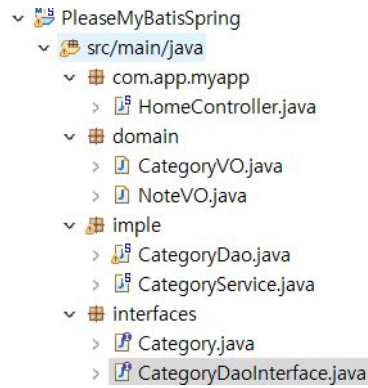 PleaseMyBatisSpring
src/main/java
com.app.myapp
HomeController.java
domain
CategoryVO.java
NoteVO.java
imple
CategoryDao.java
CategoryService.java
interfaces
Category.java
CategoryDaoInterface.java